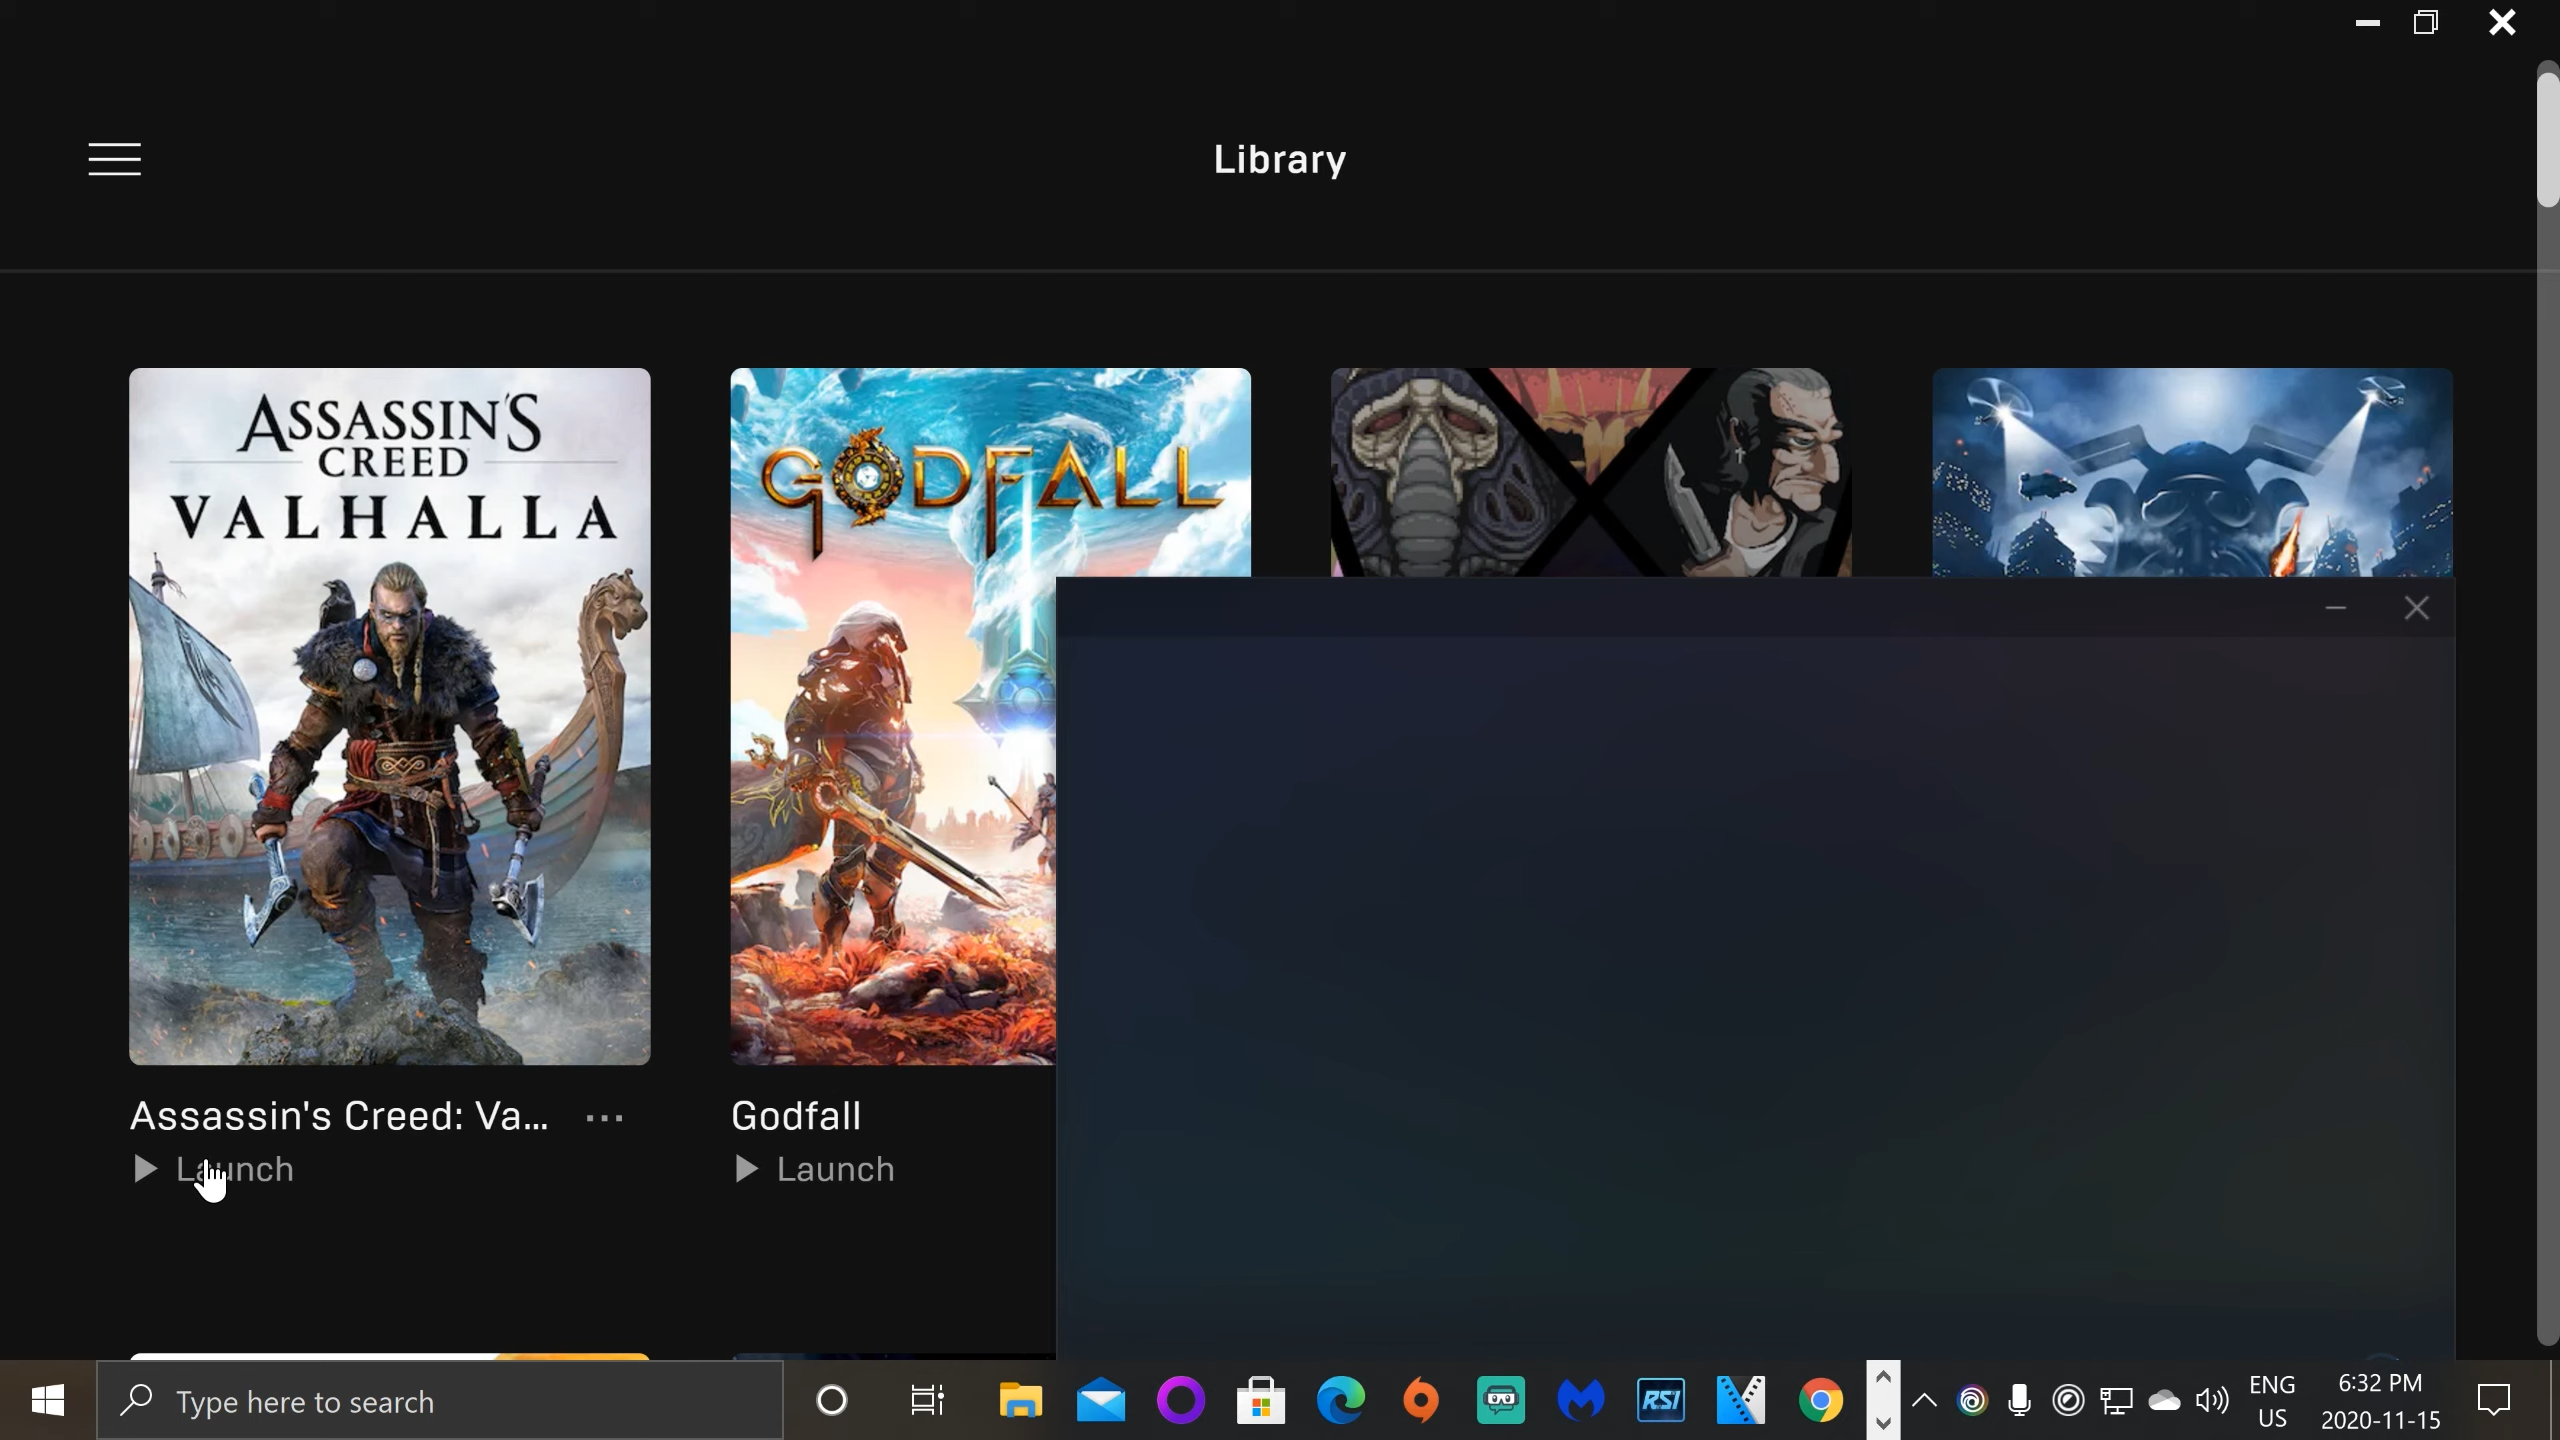 Library
ASSASSIN'S
CREED
VALHALLA
GODFALL
Assassin's Creed: Va... ...
Launch
Godfall
Launch
Type here to search
RSI
ENG
US
6:32 PM
2020-11-15